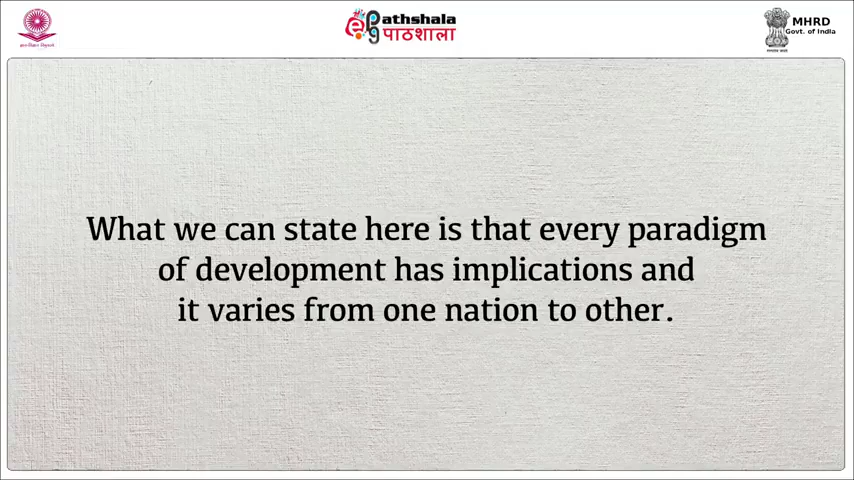 ePGpathshala
पाठशाला
MHRD
Govt. of India
What we can state here is that every paradigm
of development has implications and
it varies from one nation to other.